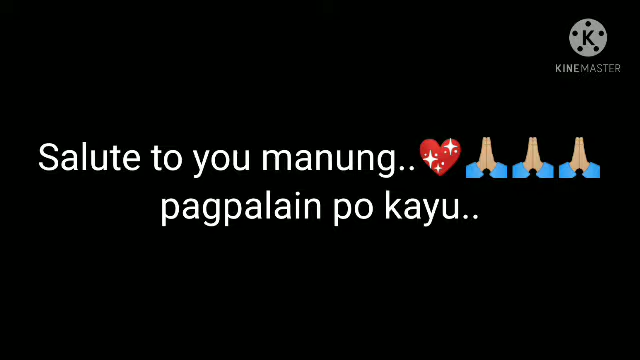 KINEMASTER
Salute to you manung..💖🙏🏼🙏🏼🙏🏼
pagpalain po kayu..